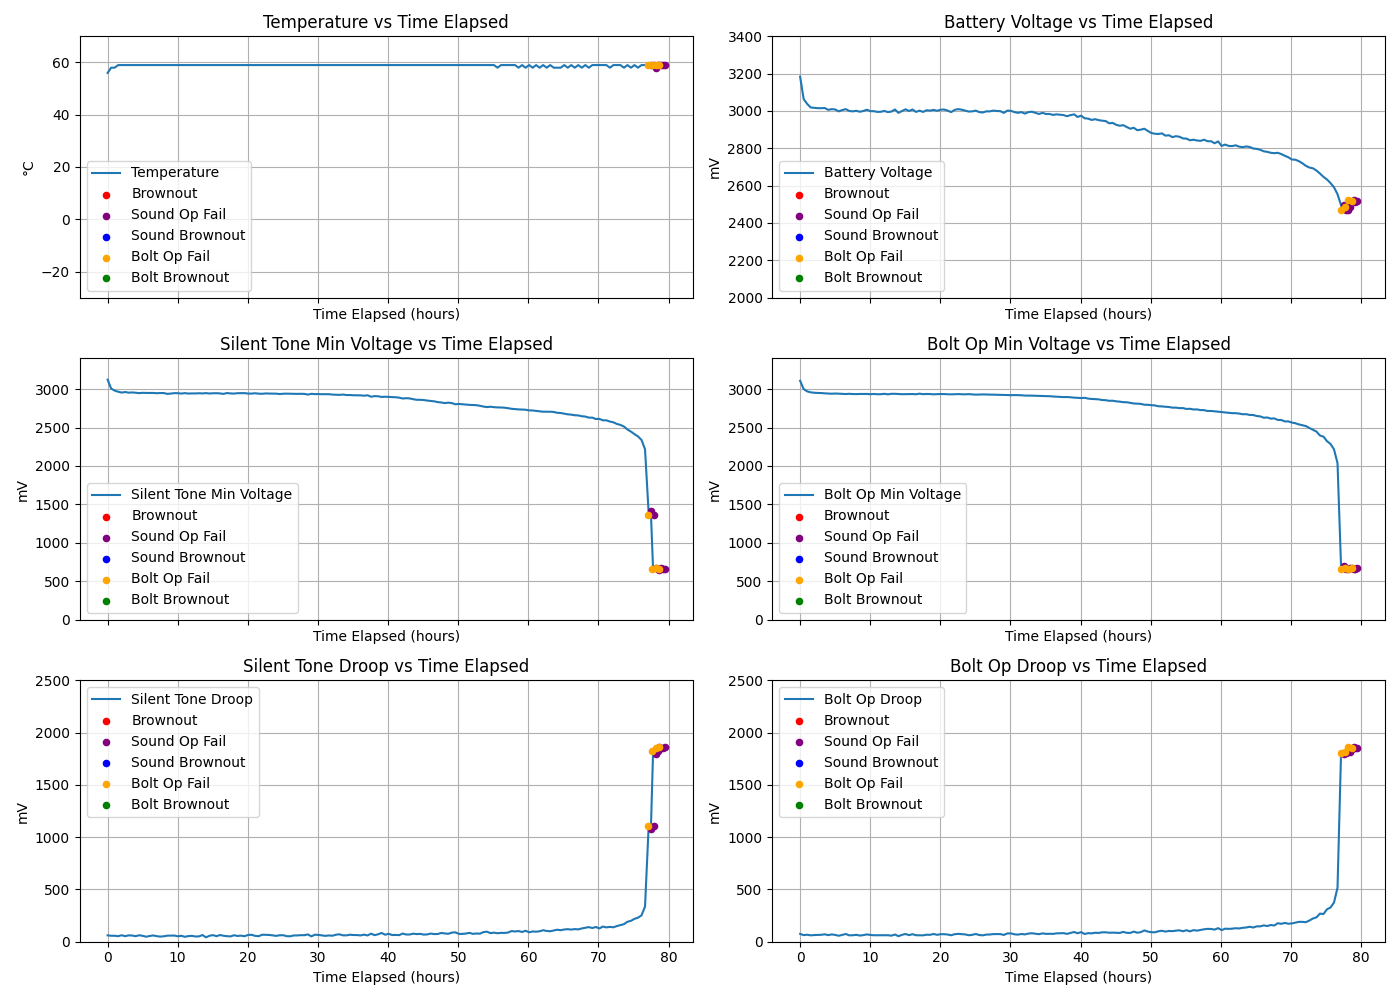 Temperature vs Time Elapsed
60
40
20
0
−20
°C
Temperature
Brownout
Sound Op Fail
Sound Brownout
Bolt Op Fail
Bolt Brownout
Time Elapsed (hours)
Battery Voltage vs Time Elapsed
3400
3200
3000
2800
2600
2400
2200
2000
mV
Battery Voltage
Brownout
Sound Op Fail
Sound Brownout
Bolt Op Fail
Bolt Brownout
Time Elapsed (hours)
Silent Tone Min Voltage vs Time Elapsed
3000
2500
2000
1500
1000
500
0
mV
Silent Tone Min Voltage
Brownout
Sound Op Fail
Sound Brownout
Bolt Op Fail
Bolt Brownout
Time Elapsed (hours)
Bolt Op Min Voltage vs Time Elapsed
3000
2500
2000
1500
1000
500
0
mV
Bolt Op Min Voltage
Brownout
Sound Op Fail
Sound Brownout
Bolt Op Fail
Bolt Brownout
Time Elapsed (hours)
Silent Tone Droop vs Time Elapsed
2500
2000
1500
1000
500
0
mV
Silent Tone Droop
Brownout
Sound Op Fail
Sound Brownout
Bolt Op Fail
Bolt Brownout
0 10 20 30 40 50 60 70 80
Time Elapsed (hours)
Bolt Op Droop vs Time Elapsed
2500
2000
1500
1000
500
0
mV
Bolt Op Droop
Brownout
Sound Op Fail
Sound Brownout
Bolt Op Fail
Bolt Brownout
0 10 20 30 40 50 60 70 80
Time Elapsed (hours)